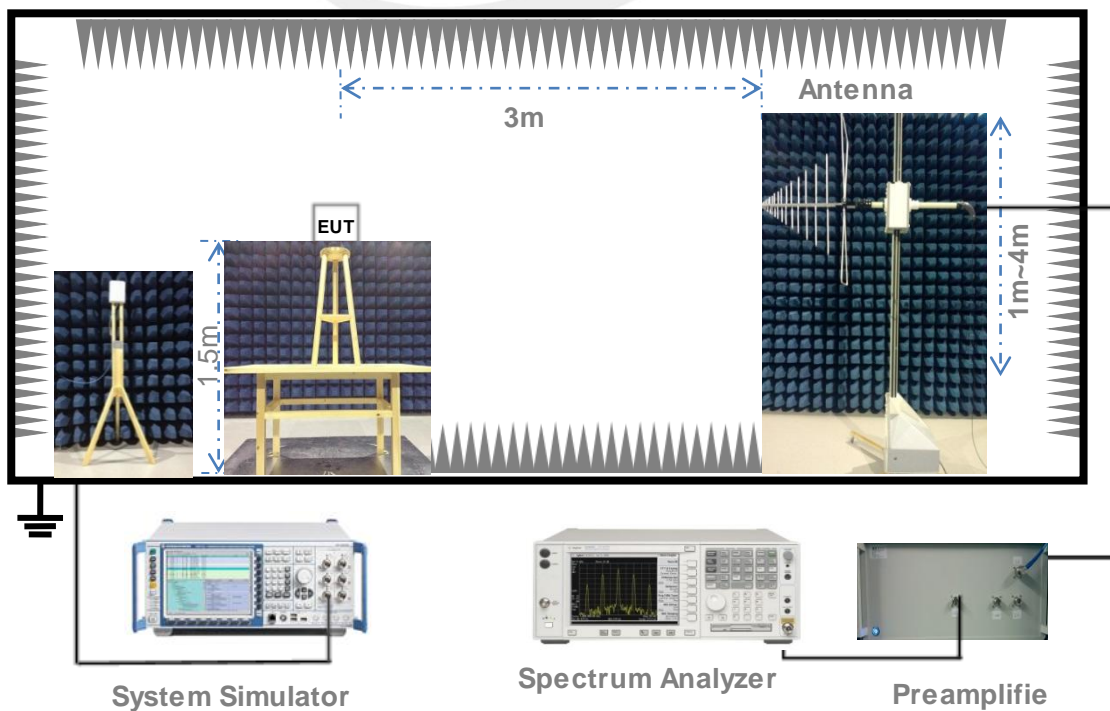 Antenna
3m
EUT
1.5m
1m~4m
System Simulator
Spectrum Analyzer
Preamplifie